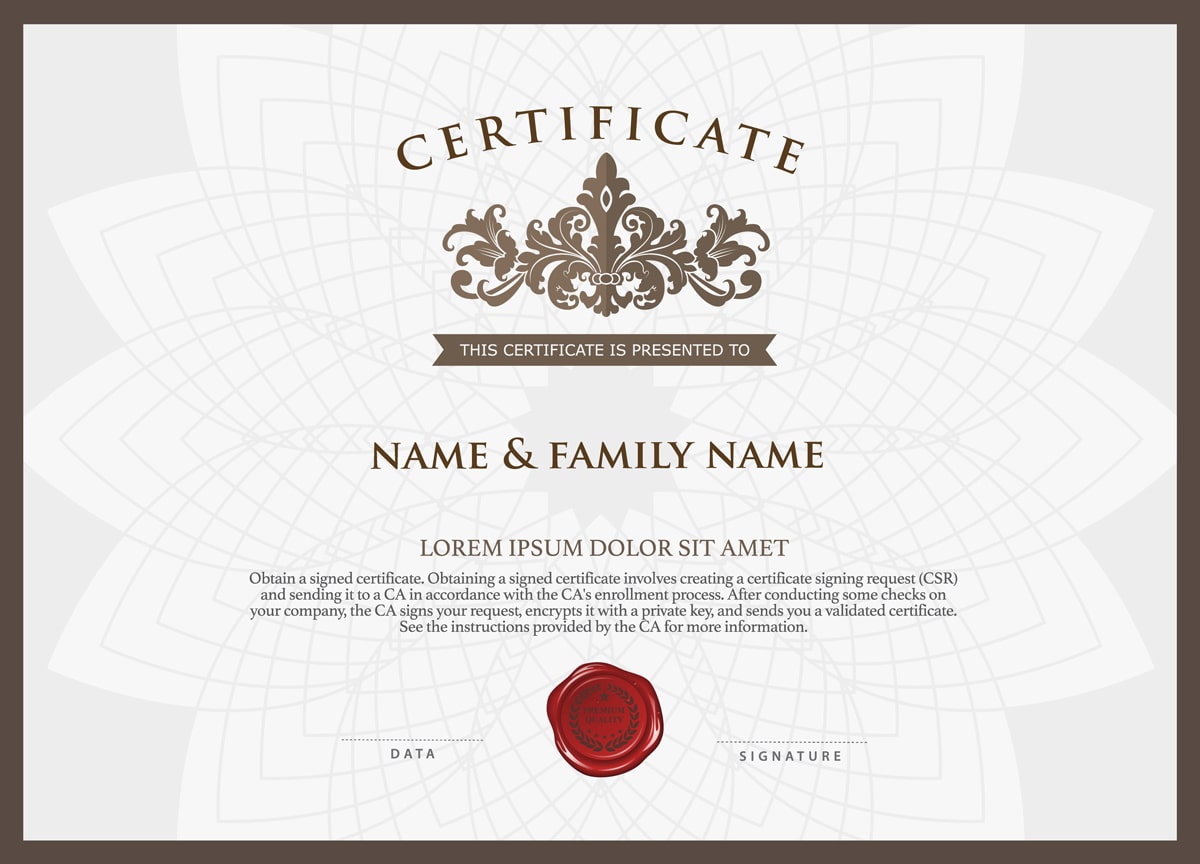 CERTIFICATE
THIS CERTIFICATE IS PRESENTED TO
NAME & FAMILY NAME
LOREM IPSUM DOLOR SIT AMET
Obtain a signed certificate. Obtaining a signed certificate involves creating a certificate signing request (CSR)
and sending it to a CA in accordance with the CA's enrollment process. After conducting some checks on
your company, the CA signs your request, encrypts it with a private key, and sends you a validated certificate.
See the instructions provided by the CA for more information.
PREMIUM
QUALITY
DATA
SIGNATURE